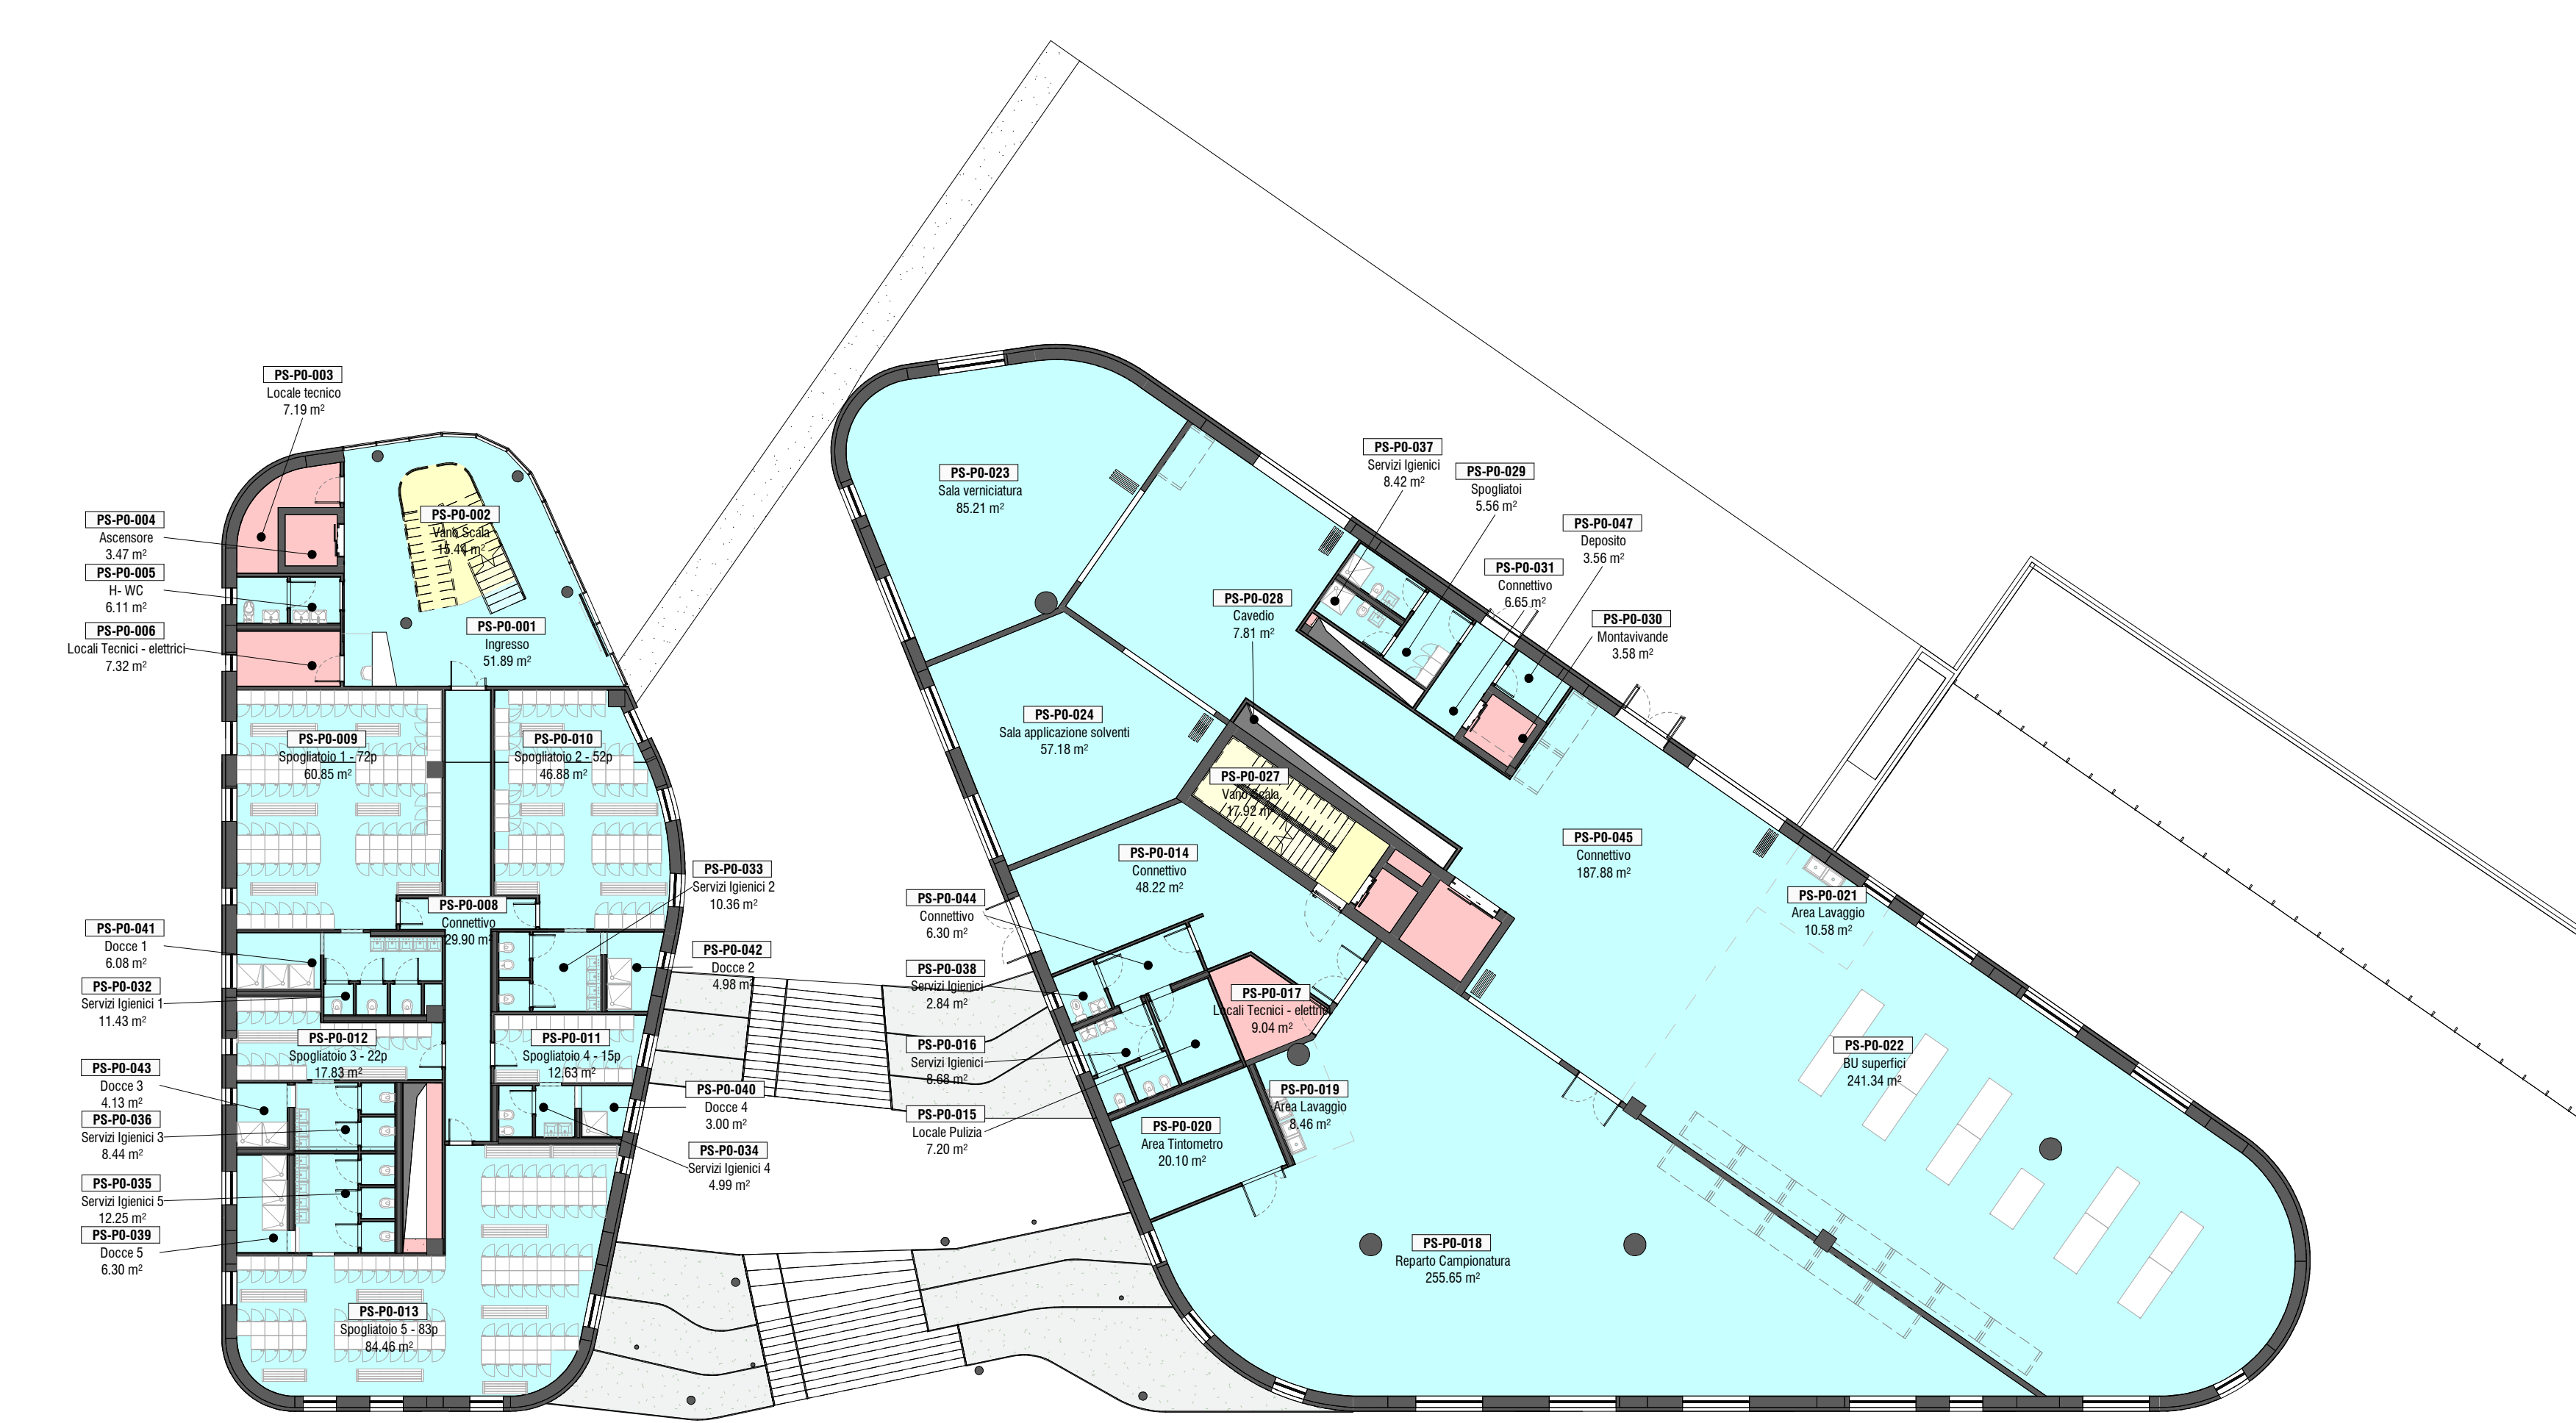 PS-P0-003
Locale tecnico
7.19 m²
PS-P0-004
Ascensore
3.47 m²
PS-P0-005
H- WC
6.11 m²
PS-P0-006
Locali Tecnici - elettrici
7.32 m²
PS-P0-002
Vano Scala
15.44 m²
PS-P0-001
Ingresso
51.89 m²
PS-P0-009
Spogliatoio 1 - 72p
60.85 m²
PS-P0-010
Spogliatoio 2 - 52p
46.88 m²
PS-P0-008
Connettivo
29.90 m²
PS-P0-033
Servizi Igienici 2
10.36 m²
PS-P0-041
Docce 1
6.08 m²
PS-P0-042
Docce 2
4.98 m²
PS-P0-032
Servizi Igienici 1
11.43 m²
PS-P0-012
Spogliatoio 3 - 22p
17.83 m²
PS-P0-011
Spogliatoio 4 - 15p
12.63 m²
PS-P0-043
Docce 3
4.13 m²
PS-P0-040
Docce 4
3.00 m²
PS-P0-036
Servizi Igienici 3
8.44 m²
PS-P0-034
Servizi Igienici 4
4.99 m²
PS-P0-035
Servizi Igienici 5
12.25 m²
PS-P0-039
Docce 5
6.30 m²
PS-P0-013
Spogliatoio 5 - 83p
84.46 m²
PS-P0-023
Sala verniciatura
85.21 m²
PS-P0-037
Servizi Igienici
8.42 m²
PS-P0-029
Spogliatoi
5.56 m²
PS-P0-047
Deposito
3.56 m²
PS-P0-031
Connettivo
6.65 m²
PS-P0-030
Montavivande
3.58 m²
PS-P0-028
Cavedio
7.81 m²
PS-P0-024
Sala applicazione solventi
57.18 m²
PS-P0-027
Vano Scala
17.92 m²
PS-P0-014
Connettivo
48.22 m²
PS-P0-045
Connettivo
187.88 m²
PS-P0-021
Area Lavaggio
10.58 m²
PS-P0-044
Connettivo
6.30 m²
PS-P0-038
Servizi Igienici
2.84 m²
PS-P0-017
Locali Tecnici - elettrici
9.04 m²
PS-P0-016
Servizi Igienici
8.68 m²
PS-P0-022
BU superfici
241.34 m²
PS-P0-015
Locale Pulizia
7.20 m²
PS-P0-019
Area Lavaggio
8.46 m²
PS-P0-020
Area Tintometro
20.10 m²
PS-P0-018
Reparto Campionatura
255.65 m²